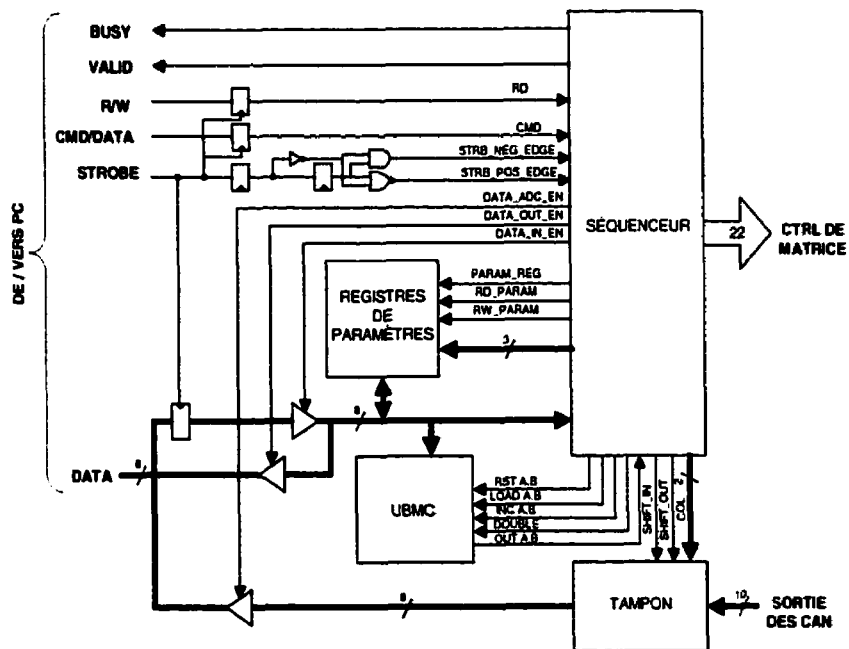 DE / VERS PC
BUSY
VALID
R/W
CMD/DATA
STROBE
RD
CMD
STRB_NEG_EDGE
STRB_POS_EDGE
DATA_ADC_EN
DATA_OUT_EN
DATA_IN_EN
SÉQUENCEUR
22
CTRL DE
MATRICE
REGISTRES
DE
PARAMÈTRES
PARAM_REG
RD_PARAM
RW_PARAM
3
8
DATA
8
UBMC
RST A.B
LOAD A.B
INC A.B
DOUBLE
OUT A.B
SHIFT_IN
SHIFT_OUT
COL
2
TAMPON
8
10
SORTIE
DES CAN